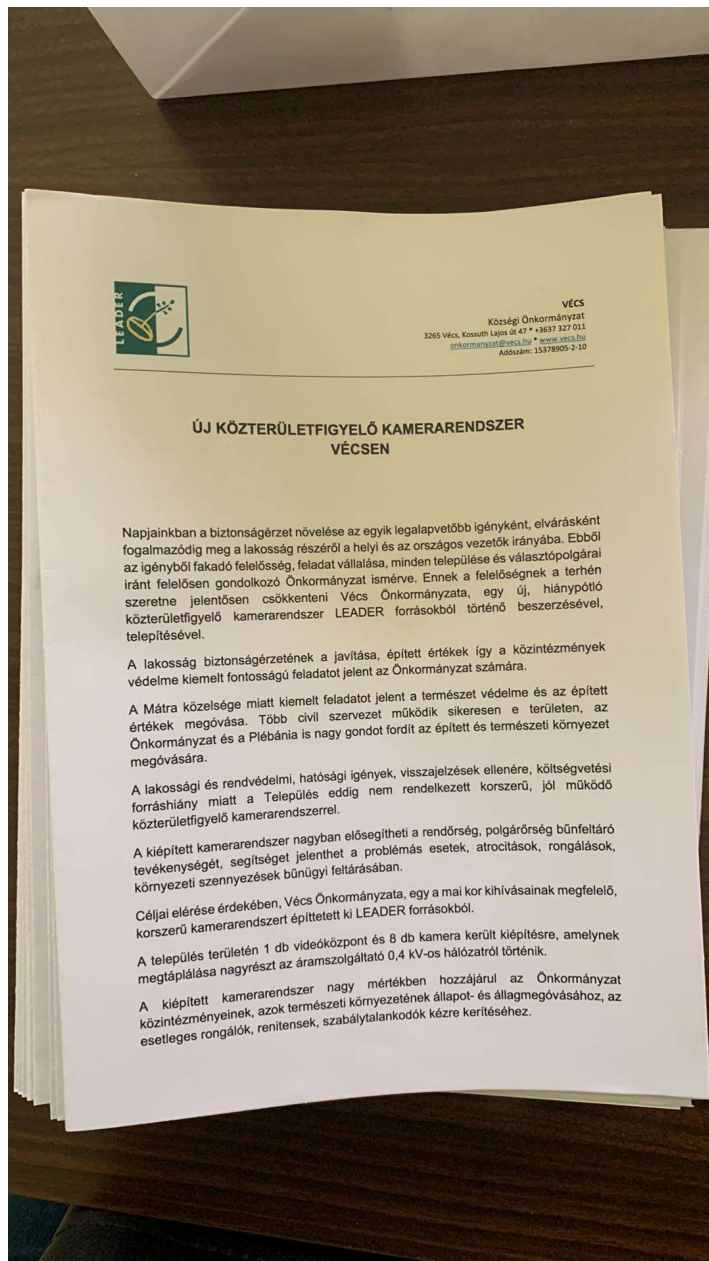 LEADER
VÉCS
Községi Önkormányzat
3265 Vécs, Kossuth Lajos út 47 * +3637 327 011
onkormanyzat@vecs.hu * www.vecs.hu
Adószám: 15378905-2-10
ÚJ KÖZTERÜLETFIGYELŐ KAMERARENDSZER
VÉCSEN
Napjainkban a biztonságérzet növelése az egyik legalapvetőbb igényként, elvárásként
fogalmazódig meg a lakosság részéről a helyi és az országos vezetők irányába. Ebből
az igényből fakadó felelősség, feladat vállalása, minden települése és választópolgárai
iránt felelősen gondolkozó Önkormányzat ismérve. Ennek a felelőségnek a terhén
szeretne jelentősen csökkenteni Vécs Önkormányzata, egy új, hiánypótló
közterületfigyelő kamerarendszer LEADER forrásokból történő beszerzésével,
telepítésével.
A lakosság biztonságérzetének a javítása, épített értékek így a közintézmények
védelme kiemelt fontosságú feladatot jelent az Önkormányzat számára.
A Mátra közelsége miatt kiemelt feladatot jelent a természet védelme és az épített
értékek megóvása. Több civil szervezet működik sikeresen e területen, az
Önkormányzat és a Plébánia is nagy gondot fordít az épített és természeti környezet
megóvására.
A lakossági és rendvédelmi, hatósági igények, visszajelzések ellenére, költségvetési
forráshiány miatt a Település eddig nem rendelkezett korszerű, jól működő
közterületfigyelő kamerarendszerrel.
A kiépített kamerarendszer nagyban elősegítheti a rendőrség, polgárőrség bűnfeltáró
tevékenységét, segítséget jelenthet a problémás esetek, atrocitások, rongálások,
környezeti szennyezések bűnügyi feltárásában.
Céljai elérése érdekében, Vécs Önkormányzata, egy a mai kor kihívásainak megfelelő,
korszerű kamerarendszert építtetett ki LEADER forrásokból.
A település területén 1 db videóközpont és 8 db kamera került kiépítésre, amelynek
megtáplálása nagyrészt az áramszolgáltató 0,4 kV-os hálózatról történik.
A kiépített kamerarendszer nagy mértékben hozzájárul az Önkormányzat
közintézményeinek, azok természeti környezetének állapot- és állagmegóvásához, az
esetleges rongálók, renitensek, szabálytalankodók kézre kerítéséhez.